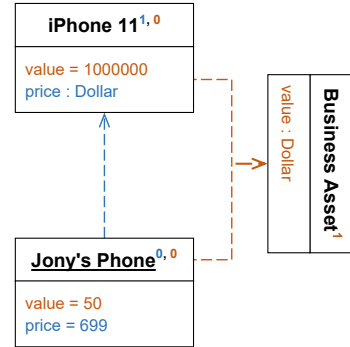 iPhone 11¹, ⁰
value = 1000000
price : Dollar
Business Asset¹
value : Dollar
Jony's Phone⁰, ⁰
value = 50
price = 699